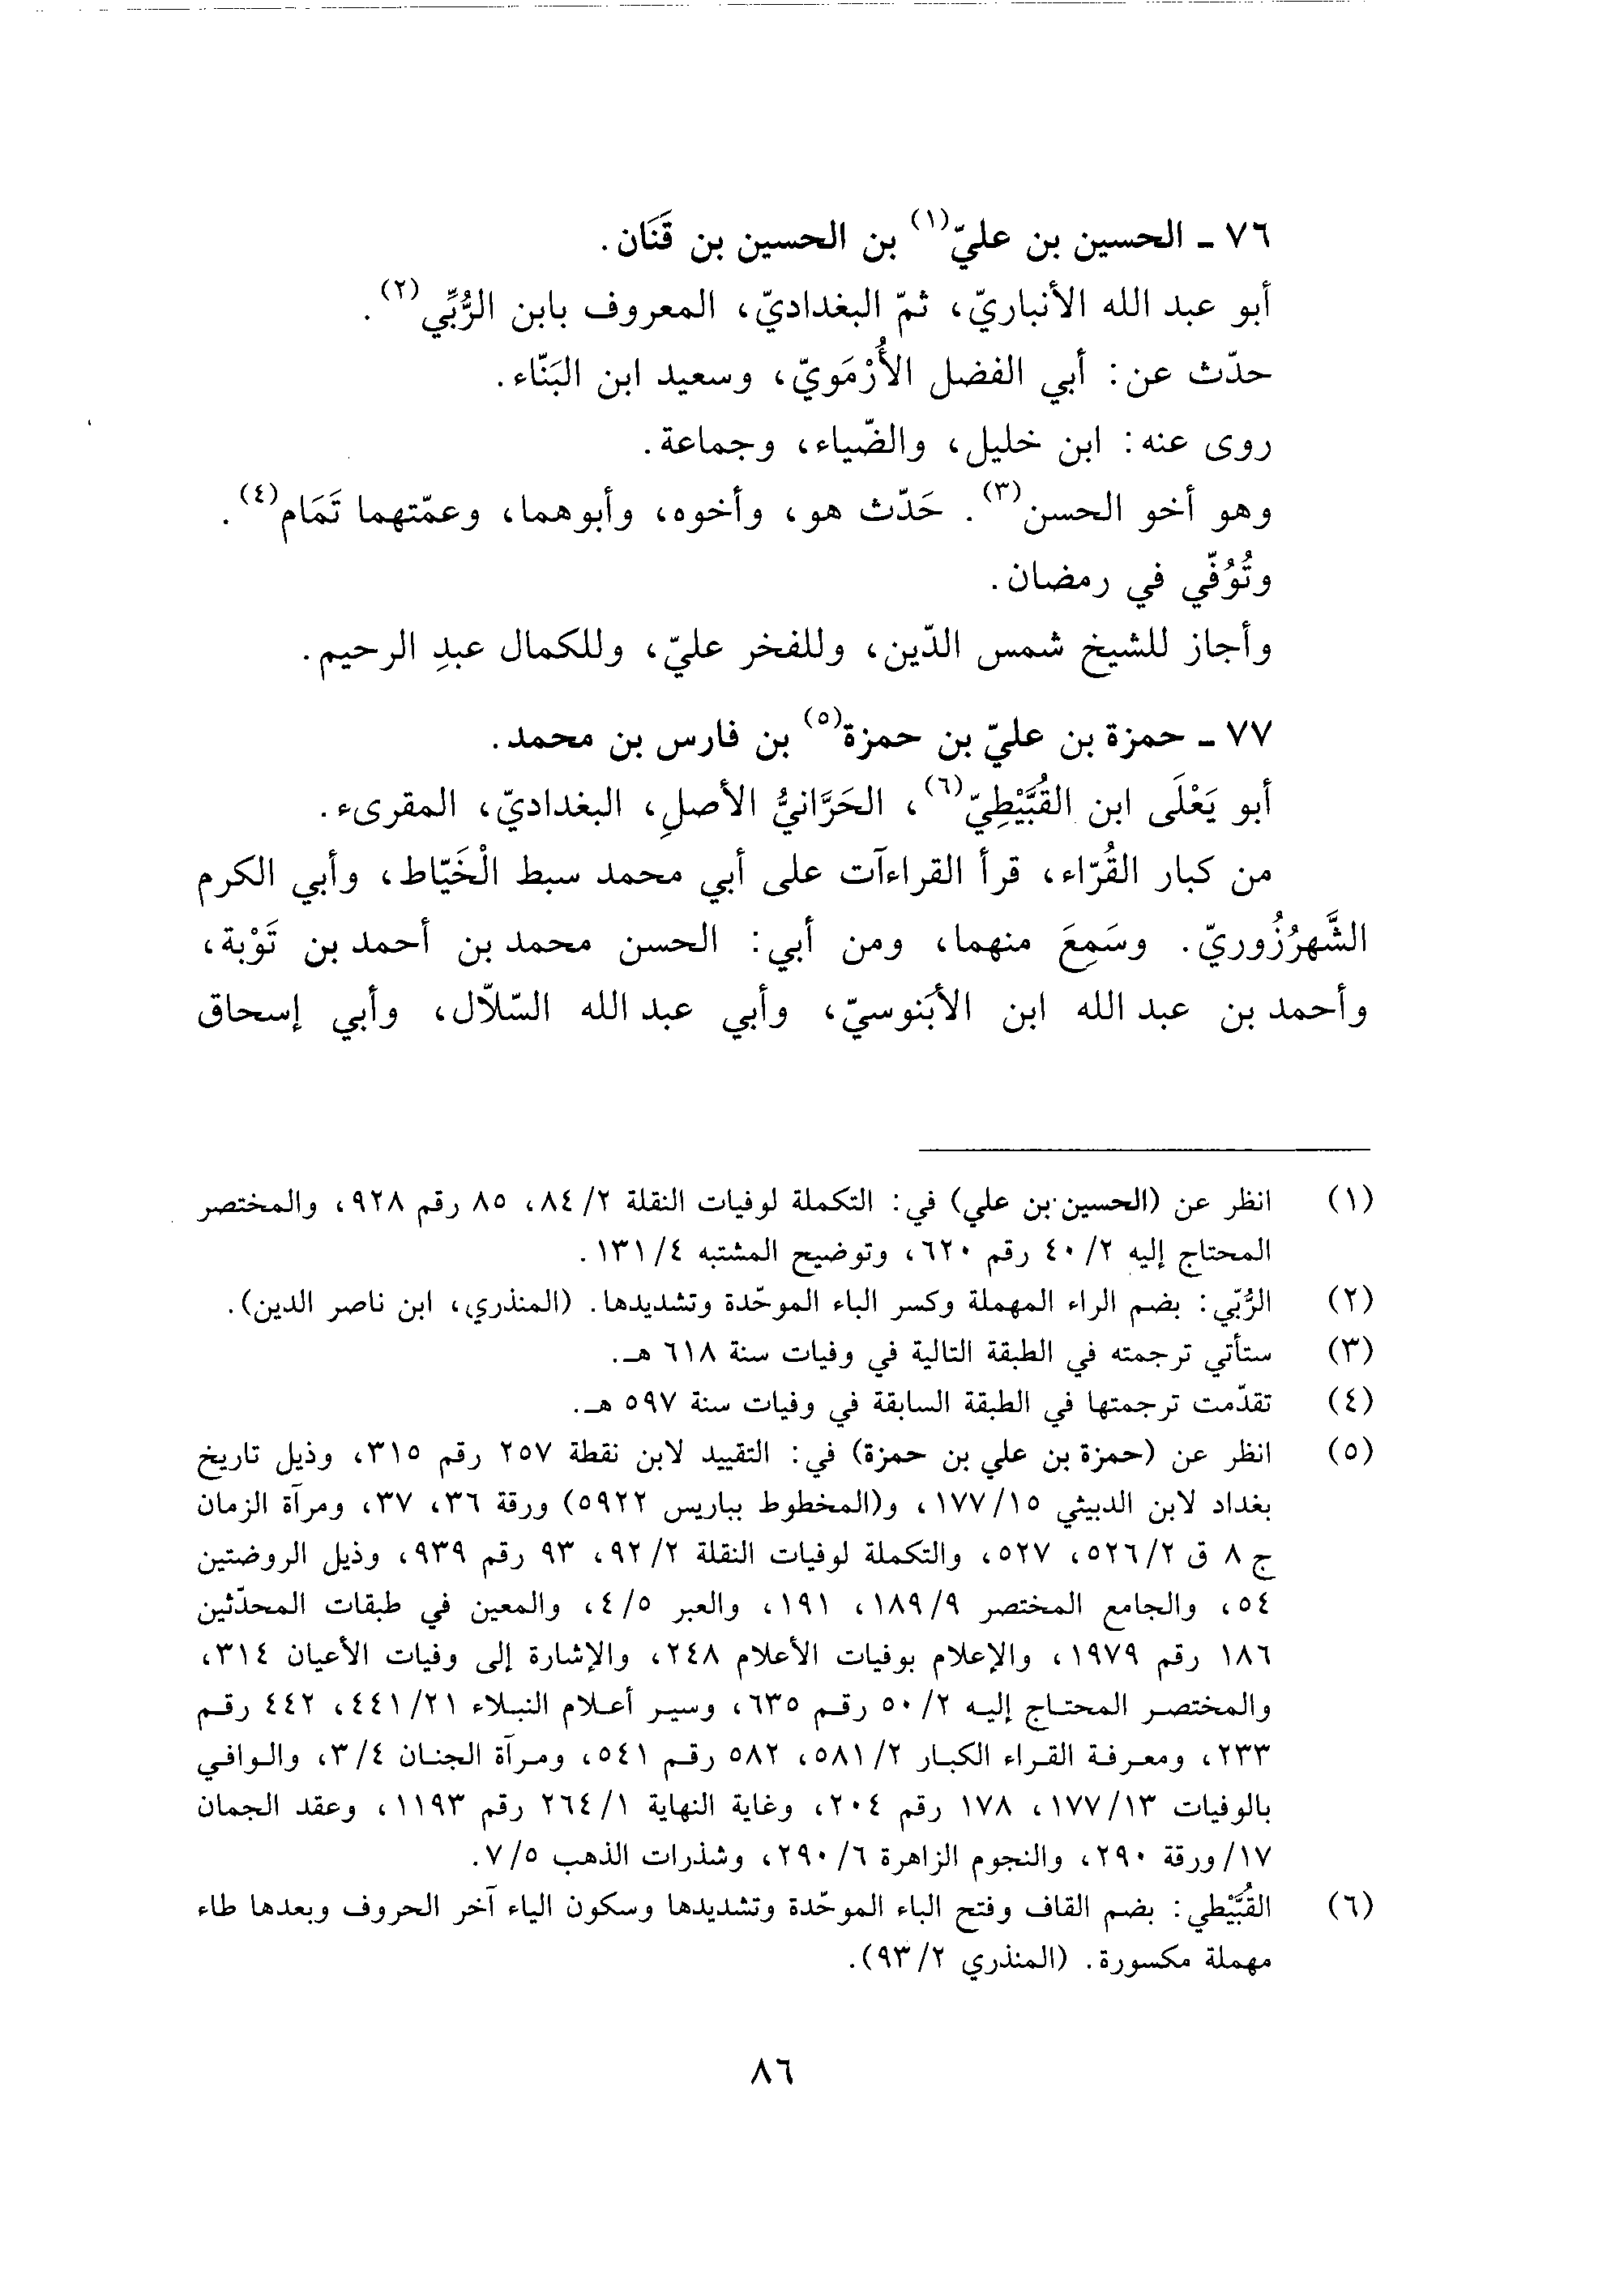 ٧٦ ـ الحسين بن عليّ(١) بن الحسين بن قَنَان.
أبو عبد الله الأنباريّ، ثمّ البغداديّ، المعروف بابن الرُّبِّي(٢).
حدّث عن: أبي الفضل الأُرْمَويّ، وسعيد ابن البَنّاء.
روى عنه: ابن خليل، والضّياء، وجماعة.
وهو أخو الحسن(٣). حَدّث هو، وأخوه، وأبوهما، وعمّتهما تَمَام(٤).
وتُوُفّي في رمضان.
وأجاز للشيخ شمس الدّين، وللفخر عليّ، وللكمال عبدِ الرحيم.
٧٧ ـ حمزة بن عليّ بن حمزة(٥) بن فارس بن محمد.
أبو يَعْلَى ابن القُبَّيْطِيّ(٦)، الحَرَّانيُّ الأصلِ، البغداديّ، المقرىء.
من كبار القُرّاء، قرأ القراءآت على أبي محمد سبط الْخَيّاط، وأبي الكرم
الشَّهرُزُوريّ. وسَمِعَ منهما، ومن أبي: الحسن محمد بن أحمد بن تَوْبة،
وأحمد بن عبد الله ابن الأبَنوسيّ، وأبي عبد الله السّلاّل، وأبي إسحاق
(١) انظر عن (الحسين بن علي) في: التكملة لوفيات النقلة ٢/ ٨٤، ٨٥ رقم ٩٢٨، والمختصر
المحتاج إليه ٢/ ٤٠ رقم ٦٢٠، وتوضيح المشتبه ٤/ ١٣١.
(٢) الرُّبّي: بضم الراء المهملة وكسر الباء الموحّدة وتشديدها. (المنذري، ابن ناصر الدين).
(٣) ستأتي ترجمته في الطبقة التالية في وفيات سنة ٦١٨ هـ.
(٤) تقدّمت ترجمتها في الطبقة السابقة في وفيات سنة ٥٩٧ هـ.
(٥) انظر عن (حمزة بن علي بن حمزة) في: التقييد لابن نقطة ٢٥٧ رقم ٣١٥، وذيل تاريخ
بغداد لابن الدبيثي ١٥/ ١٧٧، و(المخطوط بباريس ٥٩٢٢) ورقة ٣٦، ٣٧، ومرآة الزمان
ج ٨ ق ٢/ ٥٢٦، ٥٢٧، والتكملة لوفيات النقلة ٢/ ٩٢، ٩٣ رقم ٩٣٩، وذيل الروضتين
٥٤، والجامع المختصر ٩/ ١٨٩، ١٩١، والعبر ٥/ ٤، والمعين في طبقات المحدّثين
١٨٦ رقم ١٩٧٩، والإعلام بوفيات الأعلام ٢٤٨، والإشارة إلى وفيات الأعيان ٣١٤،
والمختصر المحتاج إليه ٢/ ٥٠ رقم ٦٣٥، وسير أعلام النبلاء ٢١/ ٤٤١، ٤٤٢ رقم
٢٣٣، ومعرفة القراء الكبار ٢/ ٥٨١، ٥٨٢ رقم ٥٤١، ومرآة الجنان ٤/ ٣، والوافي
بالوفيات ١٣/ ١٧٧، ١٧٨ رقم ٢٠٤، وغاية النهاية ١/ ٢٦٤ رقم ١١٩٣، وعقد الجمان
١٧/ ورقة ٢٩٠، والنجوم الزاهرة ٦/ ٢٩٠، وشذرات الذهب ٥/ ٧.
(٦) القُبَّيْطي: بضم القاف وفتح الباء الموحّدة وتشديدها وسكون الياء آخر الحروف وبعدها طاء
مهملة مكسورة. (المنذري ٢/ ٩٣).
٨٦